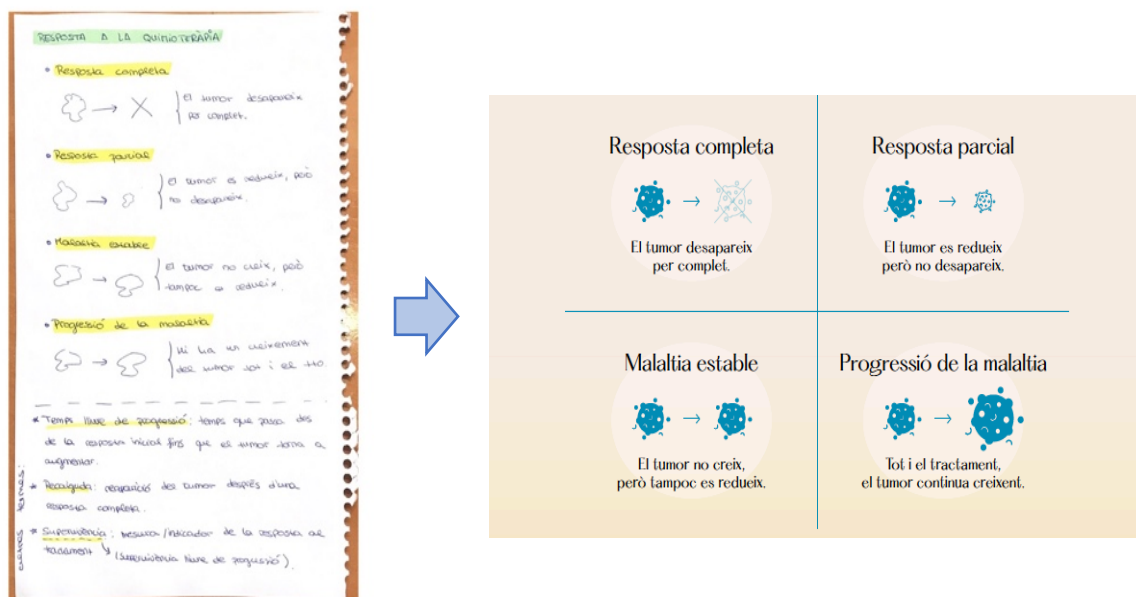 RESPOSTA A LA QUIMIOTERÀPIA
• Resposta completa
El tumor desapareix
per complet.
• Resposta parcial
El tumor es redueix, però
no desapareix.
• Malaltia estable
El tumor no creix, però
tampoc es redueix.
• Progressió de la malaltia
Hi ha un creixement
del tumor tot i el tto.
* Temps lliure de progressió: temps que passa des
de la resposta inicial fins que el tumor torna a
augmentar.
* Recaiguda: reaparició del tumor després d'una
resposta completa.
* Supervivència: mesura/indicador de la resposta al
tractament (supervivència lliure de progressió).
termes:
Resposta completa
El tumor desapareix
per complet.
Resposta parcial
El tumor es redueix
però no desapareix.
Malaltia estable
El tumor no creix,
però tampoc es redueix.
Progressió de la malaltia
Tot i el tractament,
el tumor continua creixent.